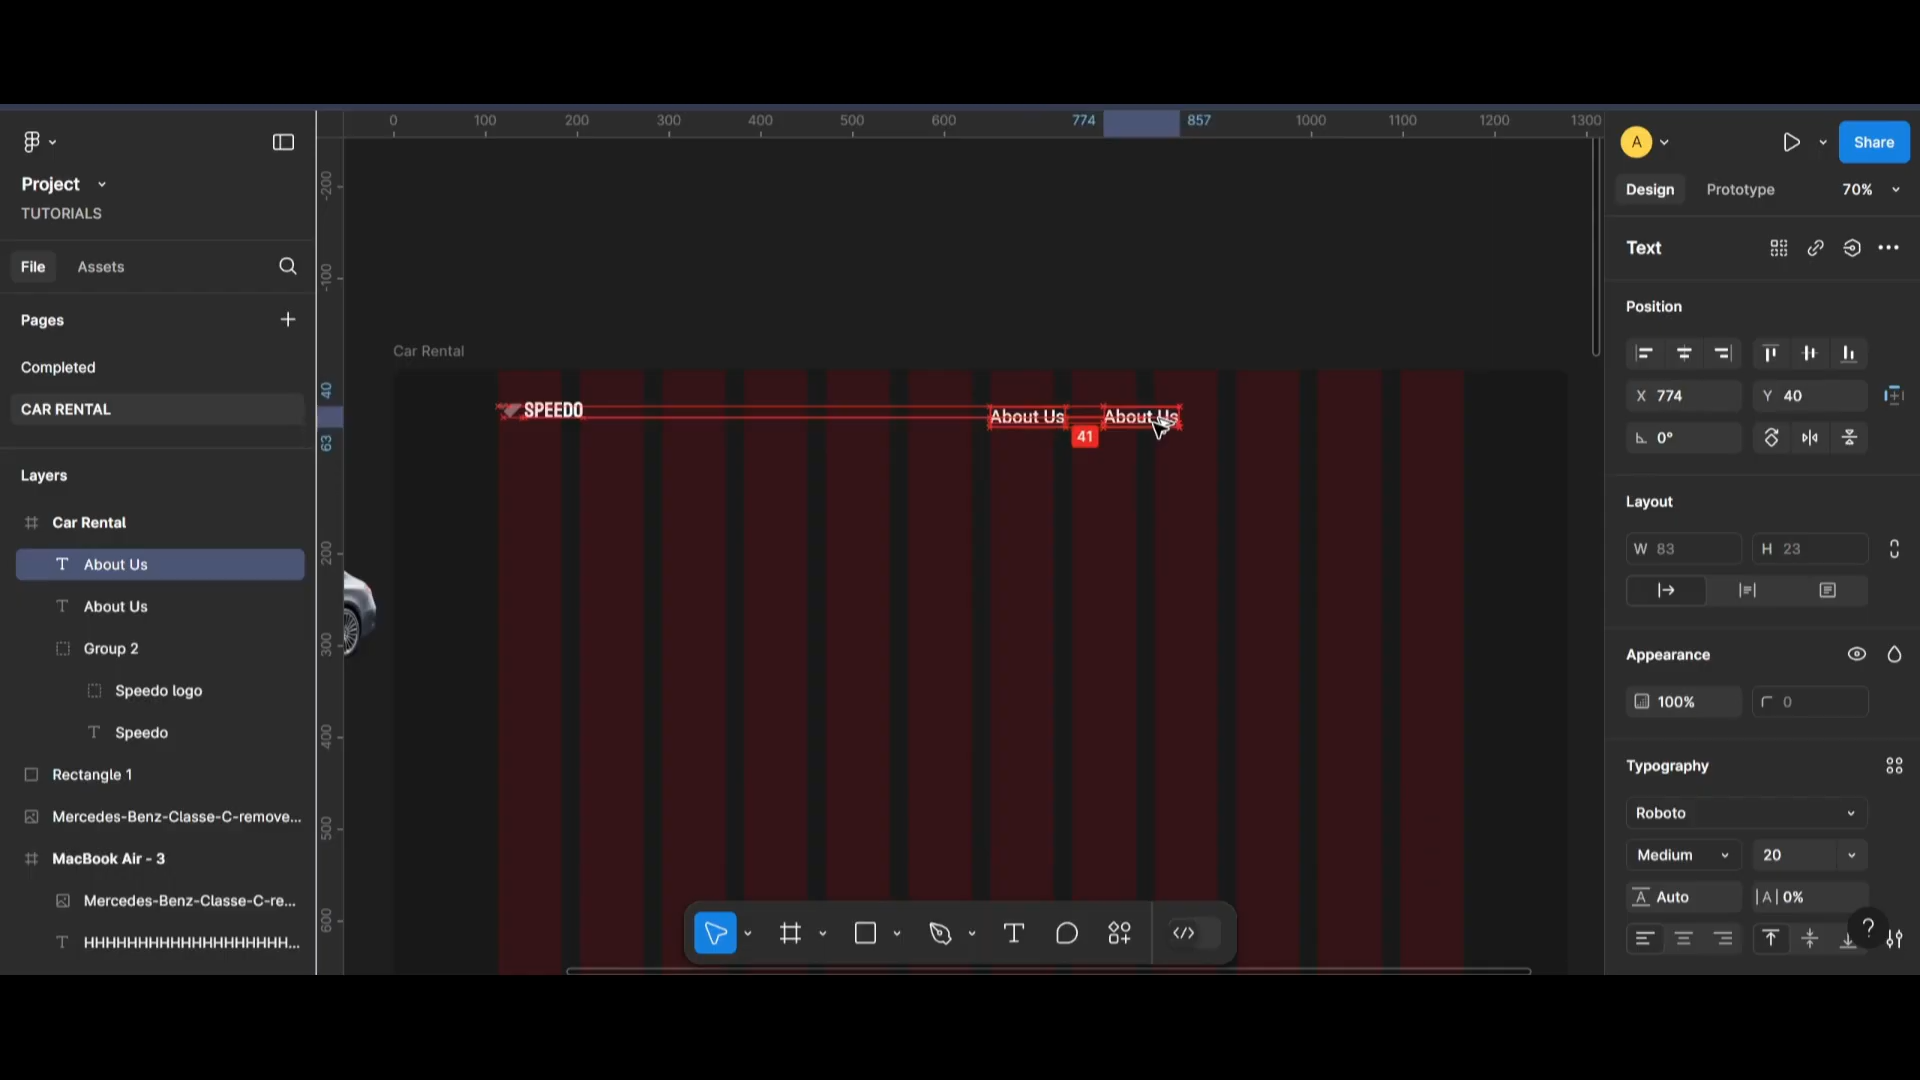 0 100 200 300 400 500 600 774 857 1000 1100 1200 1300
A
Share
Project
TUTORIALS
Design Prototype 70%
File Assets
Text
Pages
Completed
CAR RENTAL
Position
X 774 Y 40
0°
Layers
Car Rental
About Us
About Us
Group 2
Speedo logo
Speedo
Rectangle 1
Mercedes-Benz-Classe-C-remove...
MacBook Air - 3
Mercedes-Benz-Classe-C-re...
HHHHHHHHHHHHHHHHHHH...
-200
-100
40
63
200
300
400
500
600
Car Rental
SPEEDO About Us About Us
41
Layout
W 83 H 23
Appearance
100% 0
Typography
Roboto
Medium 20
A Auto |A| 0%
T </>
?